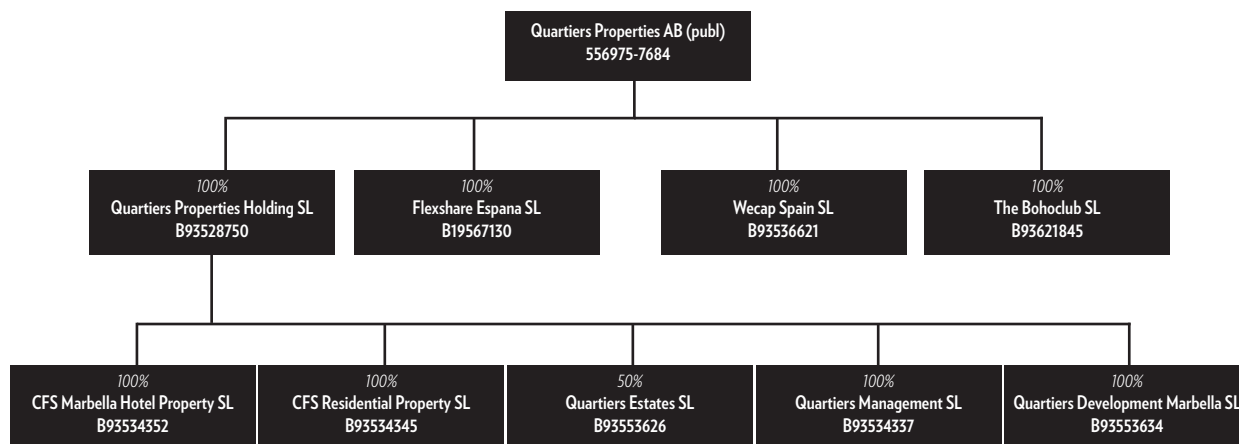 Quartiers Properties AB (publ)
556975-7684
100%
Quartiers Properties Holding SL
B93528750
100%
Flexshare Espana SL
B19567130
100%
Wecap Spain SL
B93536621
100%
The Bohoclub SL
B93621845
100%
CFS Marbella Hotel Property SL
B93534352
100%
CFS Residential Property SL
B93534345
50%
Quartiers Estates SL
B93553626
100%
Quartiers Management SL
B93534337
100%
Quartiers Development Marbella SL
B93553634